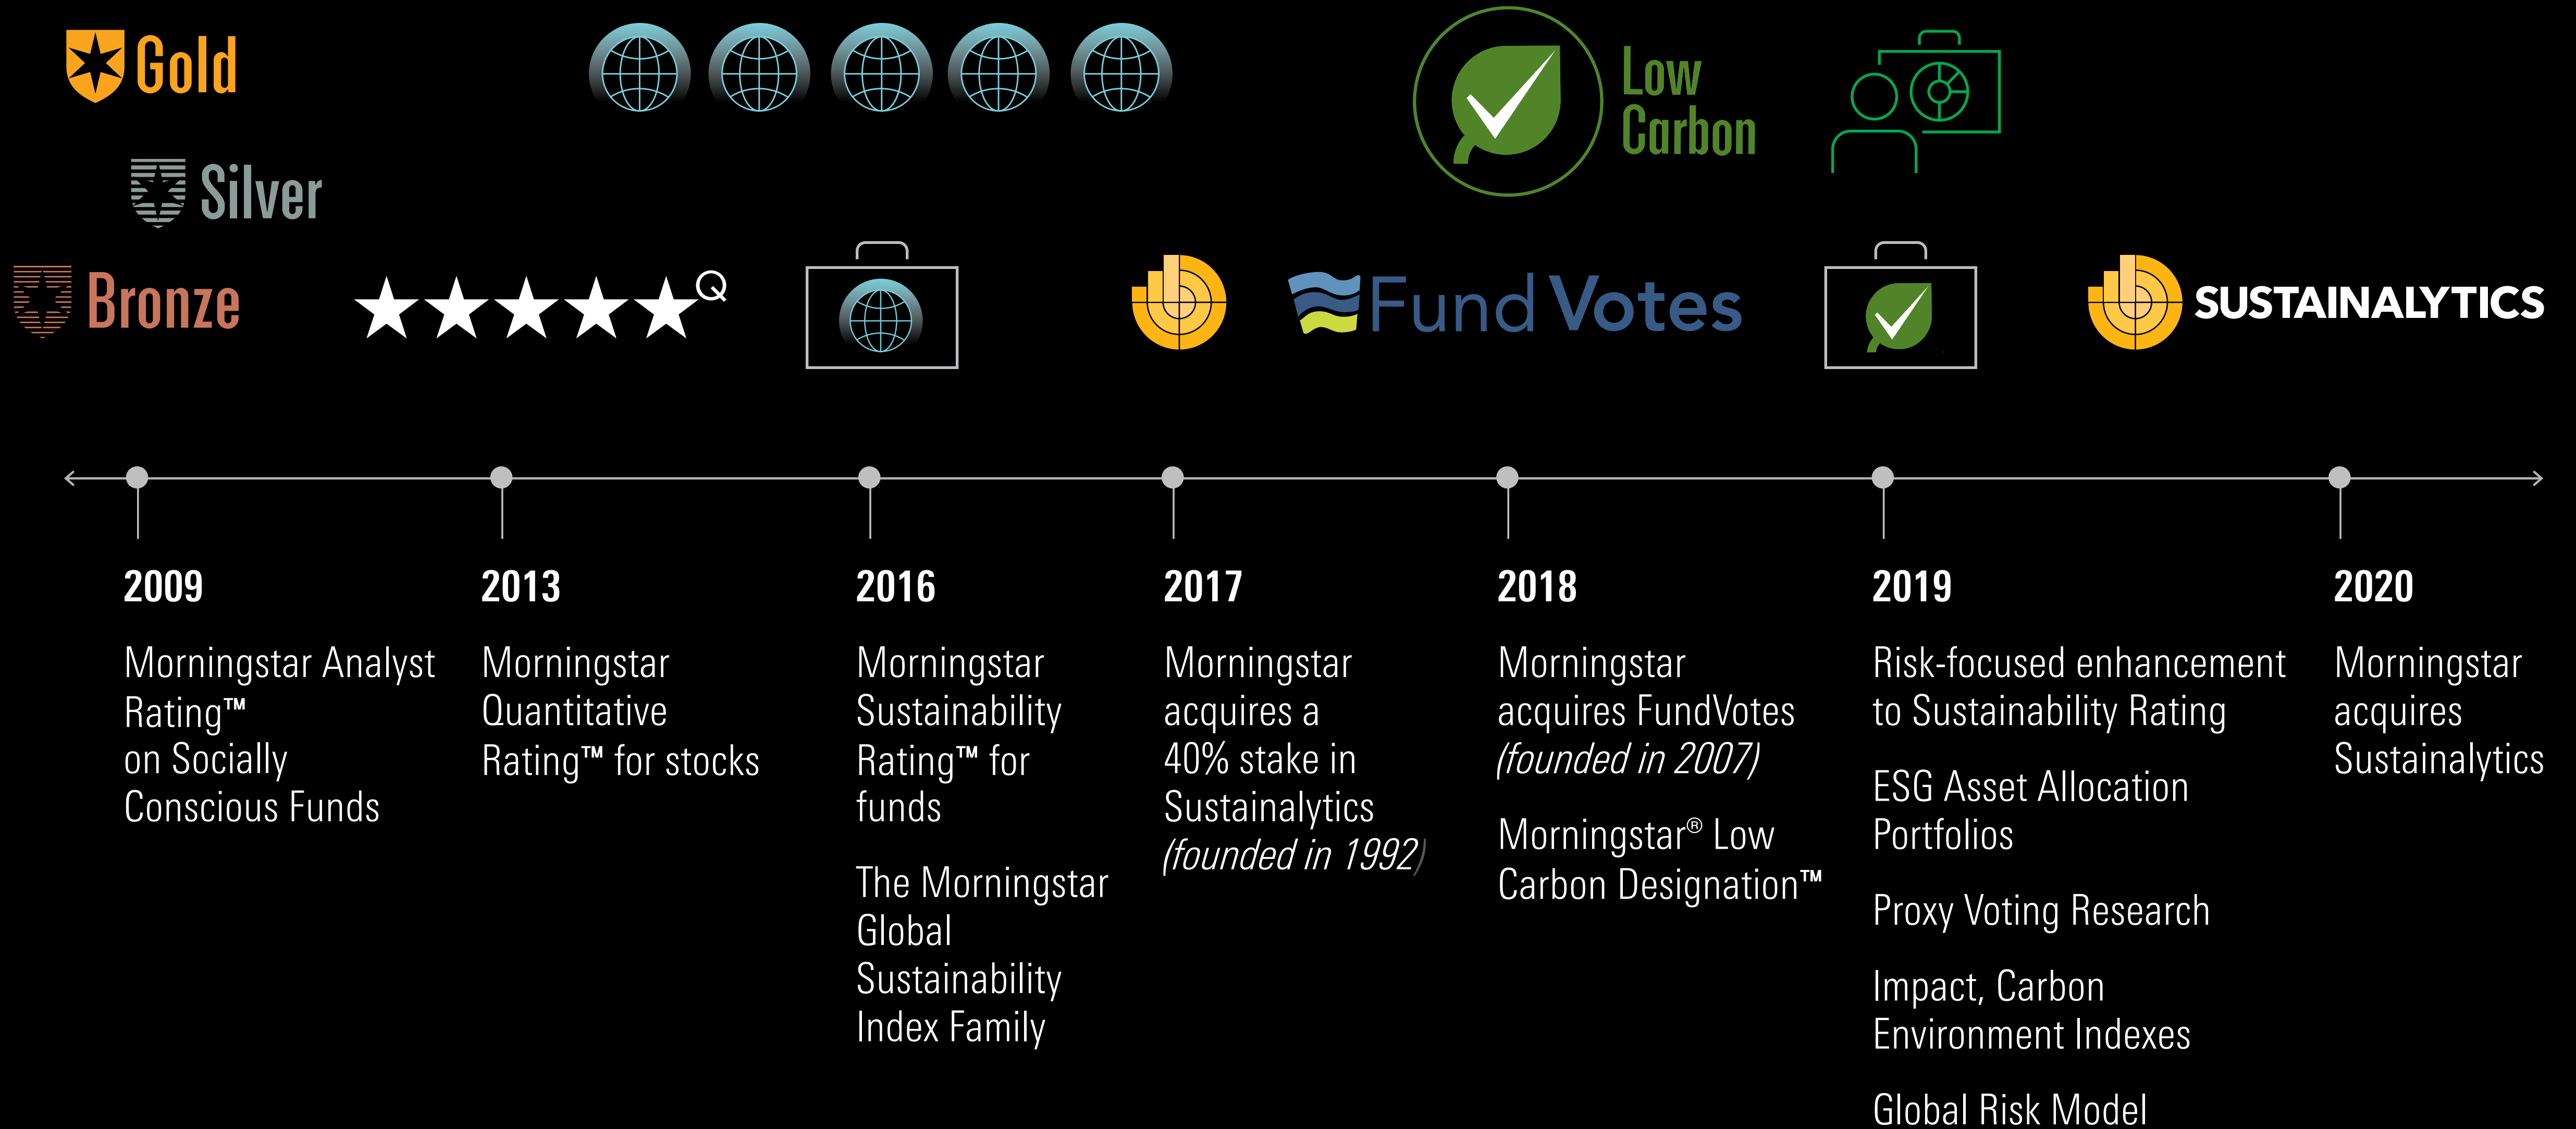 Gold
Silver
Bronze
Q
Low
Carbon
Fund Votes
SUSTAINALYTICS
2009
Morningstar Analyst
Rating™
on Socially
Conscious Funds
2013
Morningstar
Quantitative
Rating™ for stocks
2016
Morningstar
Sustainability
Rating™ for
funds
The Morningstar
Global
Sustainability
Index Family
2017
Morningstar
acquires a
40% stake in
Sustainalytics
(founded in 1992)
2018
Morningstar
acquires FundVotes
(founded in 2007)
Morningstar® Low
Carbon Designation™
2019
Risk-focused enhancement
to Sustainability Rating
ESG Asset Allocation
Portfolios
Proxy Voting Research
Impact, Carbon
Environment Indexes
Global Risk Model
2020
Morningstar
acquires
Sustainalytics